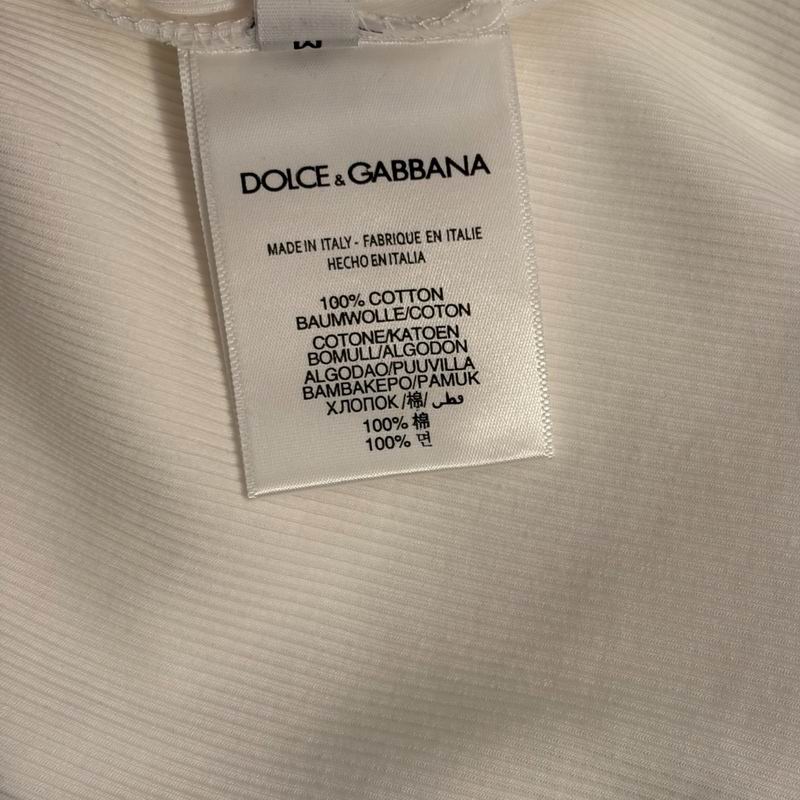 M
DOLCE & GABBANA
MADE IN ITALY - FABRIQUE EN ITALIE
HECHO EN ITALIA
100% COTTON
BAUMWOLLE/COTON
COTONE/KATOEN
BOMULL/ALGODON
ALGODAO/PUUVILLA
ΒΑΜΒΑΚΕΡΟ/PAMUK
ХЛОПОК /棉/ قطن
100% 棉
100% 면